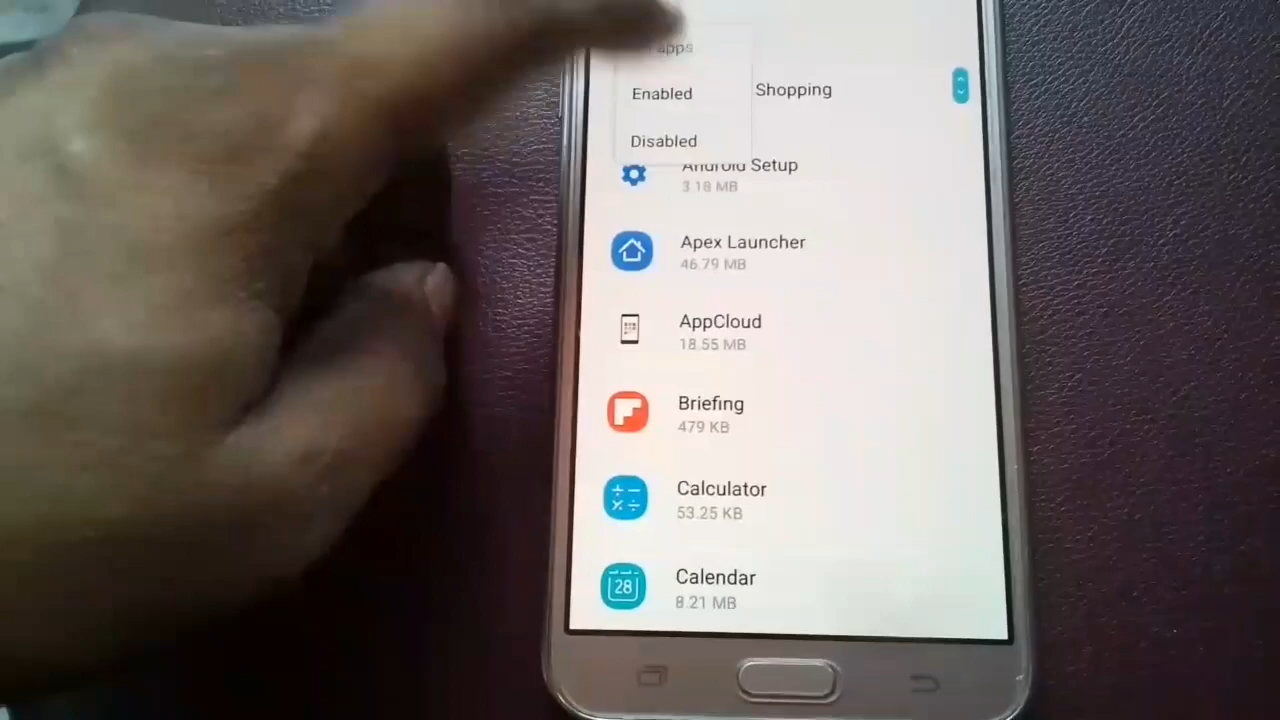 apps
Enabled
Shopping
Disabled
Android Setup
3.18 MB
Apex Launcher
46.79 MB
AppCloud
18.55 MB
Briefing
479 KB
Calculator
53.25 KB
28
Calendar
8.21 MB